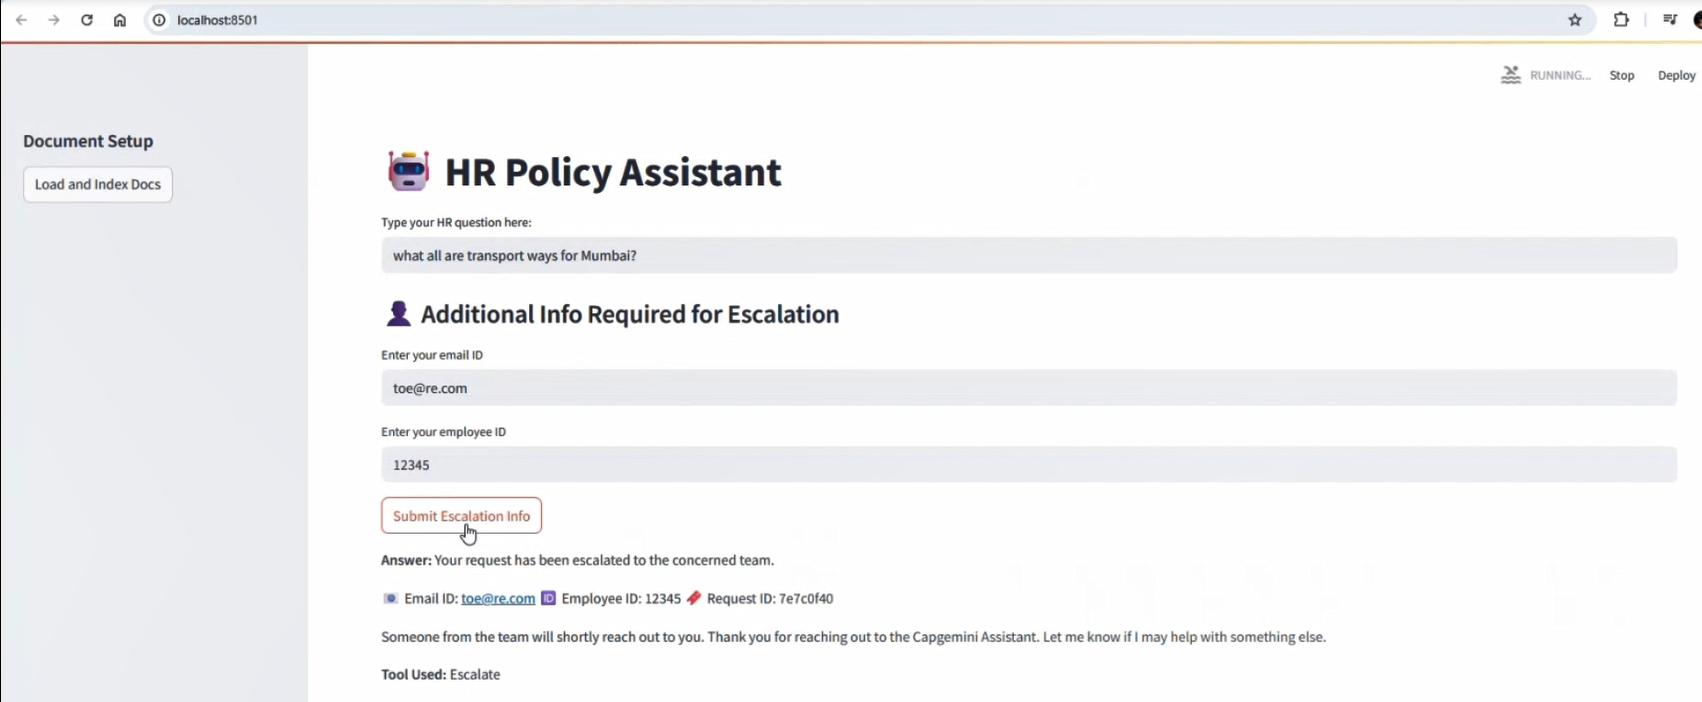 localhost:8501
RUNNING... Stop Deploy
Document Setup
Load and Index Docs
HR Policy Assistant
Type your HR question here:
what all are transport ways for Mumbai?
Additional Info Required for Escalation
Enter your email ID
toe@re.com
Enter your employee ID
12345
Submit Escalation Info
Answer: Your request has been escalated to the concerned team.
Email ID: toe@re.com 🆔 Employee ID: 12345 Request ID: 7e7c0f40
Someone from the team will shortly reach out to you. Thank you for reaching out to the Capgemini Assistant. Let me know if I may help with something else.
Tool Used: Escalate